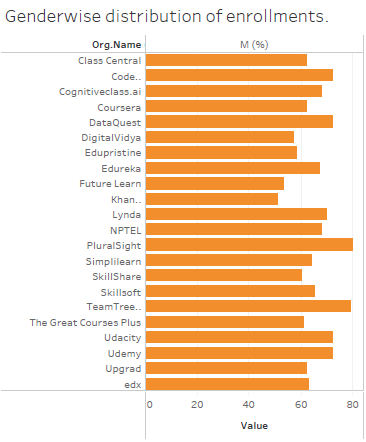 Genderwise distribution of enrollments.
Org.Name M (%)
Class Central
Code..
Cognitiveclass.ai
Coursera
DataQuest
DigitalVidya
Edupristine
Edureka
Future Learn
Khan..
Lynda
NPTEL
PluralSight
Simplilearn
SkillShare
Skillsoft
TeamTree..
The Great Courses Plus
Udacity
Udemy
Upgrad
edx
0 20 40 60 80
Value